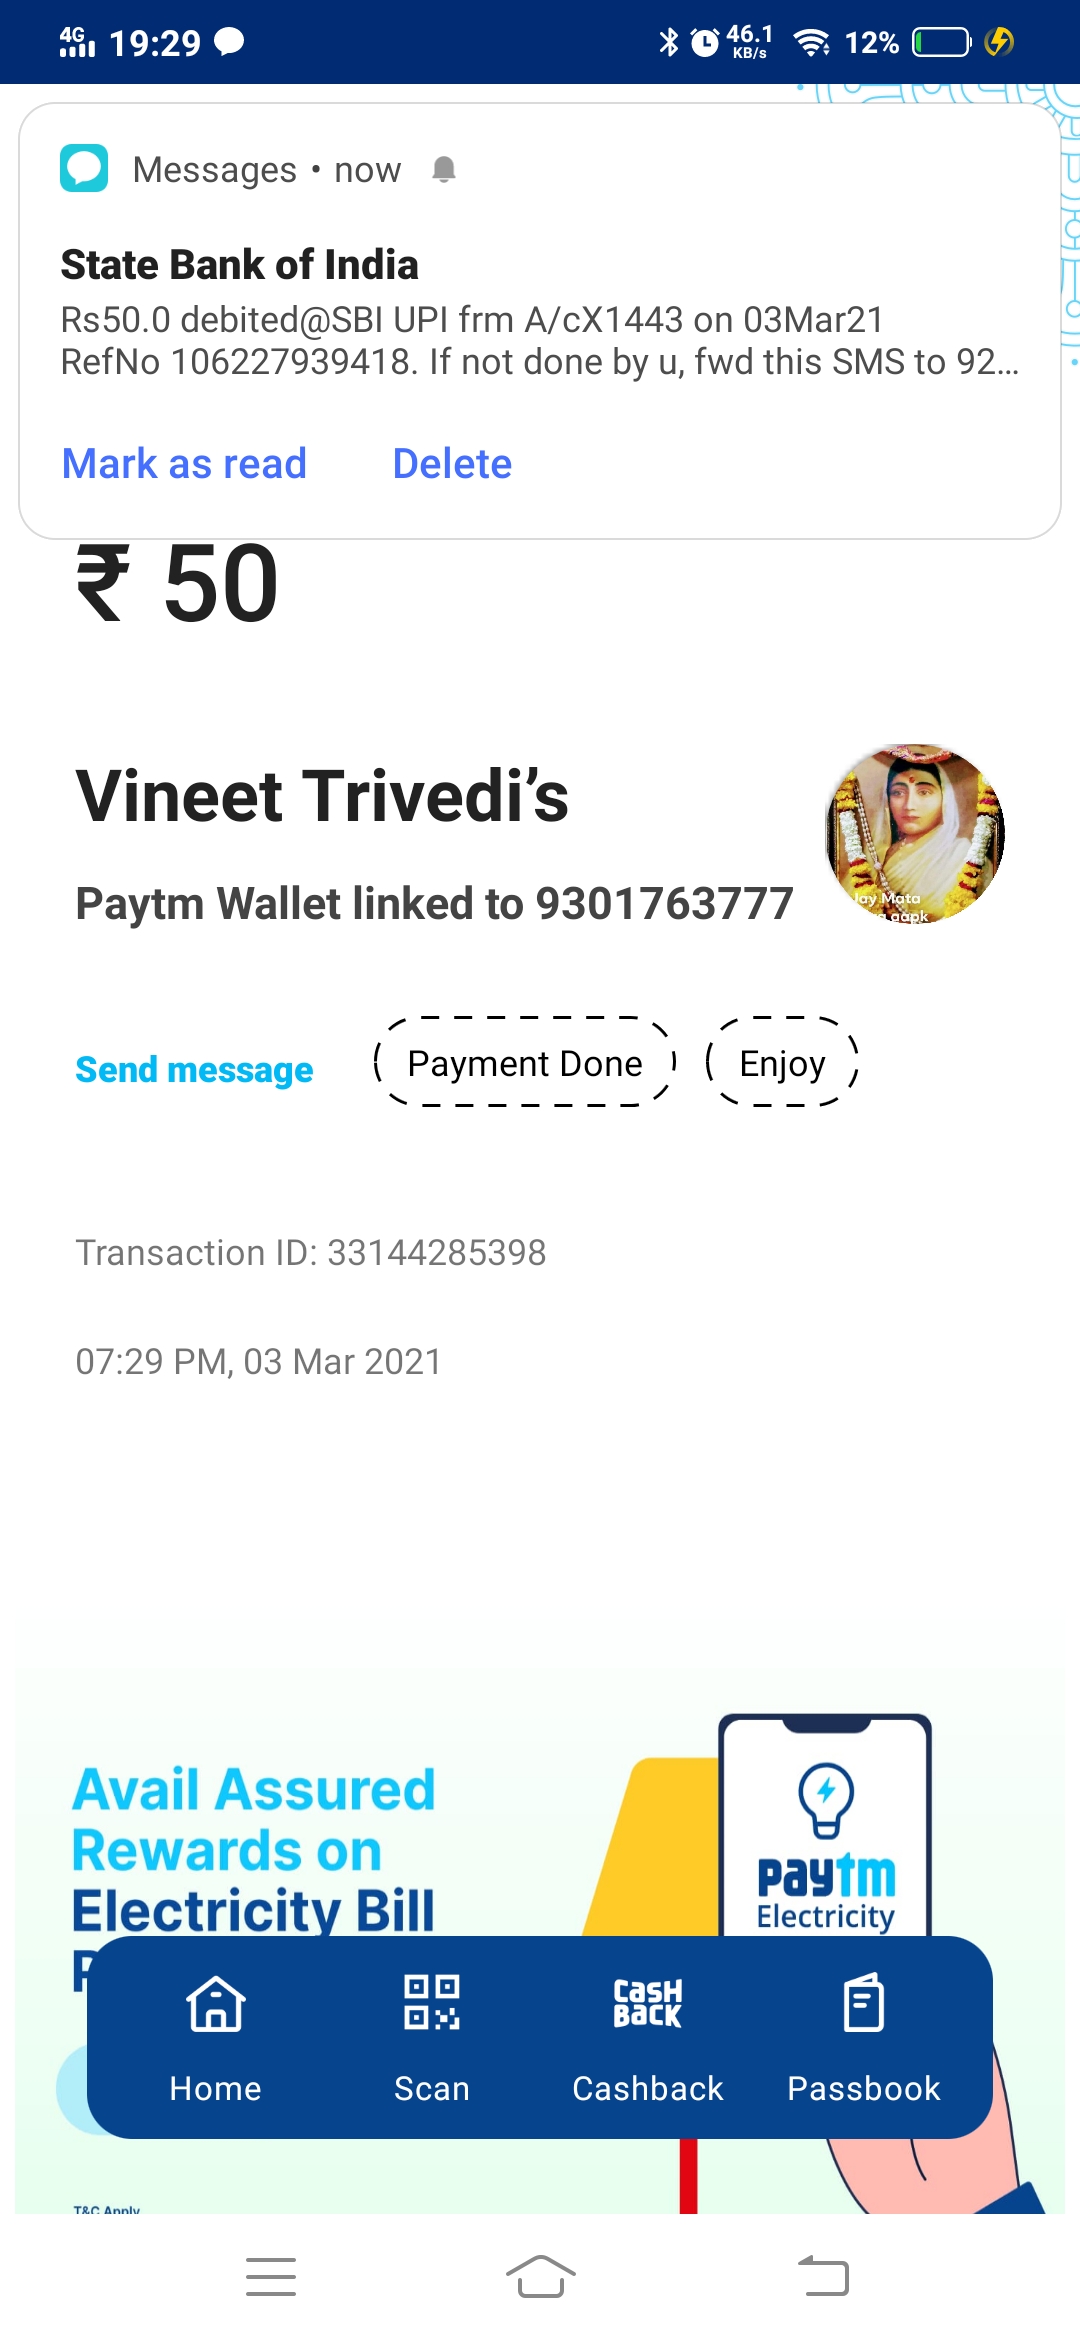 4G 19:29 46.1 KB/s 12%
Messages • now
State Bank of India
Rs50.0 debited@SBI UPI frm A/cX1443 on 03Mar21
RefNo 106227939418. If not done by u, fwd this SMS to 92...
Mark as read Delete
₹ 50
Vineet Trivedi’s
Paytm Wallet linked to 9301763777
Jay Mata
aapk
Send message Payment Done Enjoy
Transaction ID: 33144285398
07:29 PM, 03 Mar 2021
Avail Assured
Rewards on
Electricity Bill
paytm
Electricity
CASH
BACK
Home Scan Cashback Passbook
T&C Apply